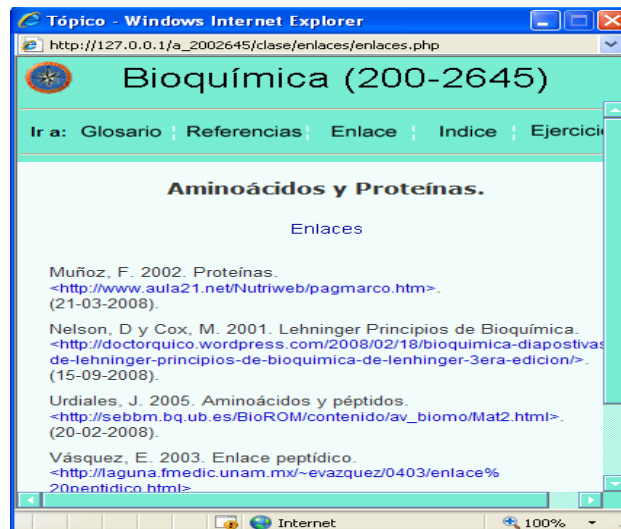 Tópico - Windows Internet Explorer
http://127.0.0.1/a_2002645/clase/enlaces/enlaces.php
Bioquímica (200-2645)
Ir a: Glosario Referencias Enlace Indice Ejercici
Aminoácidos y Proteínas.
Enlaces
Muñoz, F. 2002. Proteínas.
<http://www.aula21.net/Nutriweb/pagmarco.htm>.
(21-03-2008).
Nelson, D y Cox, M. 2001. Lehninger Principios de Bioquímica.
<http://doctorquico.wordpress.com/2008/02/18/bioquimica-diapostivas
de-lehninger-principios-de-bioquimica-de-lenhinger-3era-edicion/>.
(15-09-2008).
Urdiales, J. 2005. Aminoácidos y péptidos.
<http://sebbm.bq.ub.es/BioROM/contenido/av_biomo/Mat2.html>.
(20-02-2008).
Vásquez, E. 2003. Enlace peptídico.
<http://laguna.fmedic.unam.mx/~evazquez/0403/enlace%
20peptidico.html>
Internet 100%